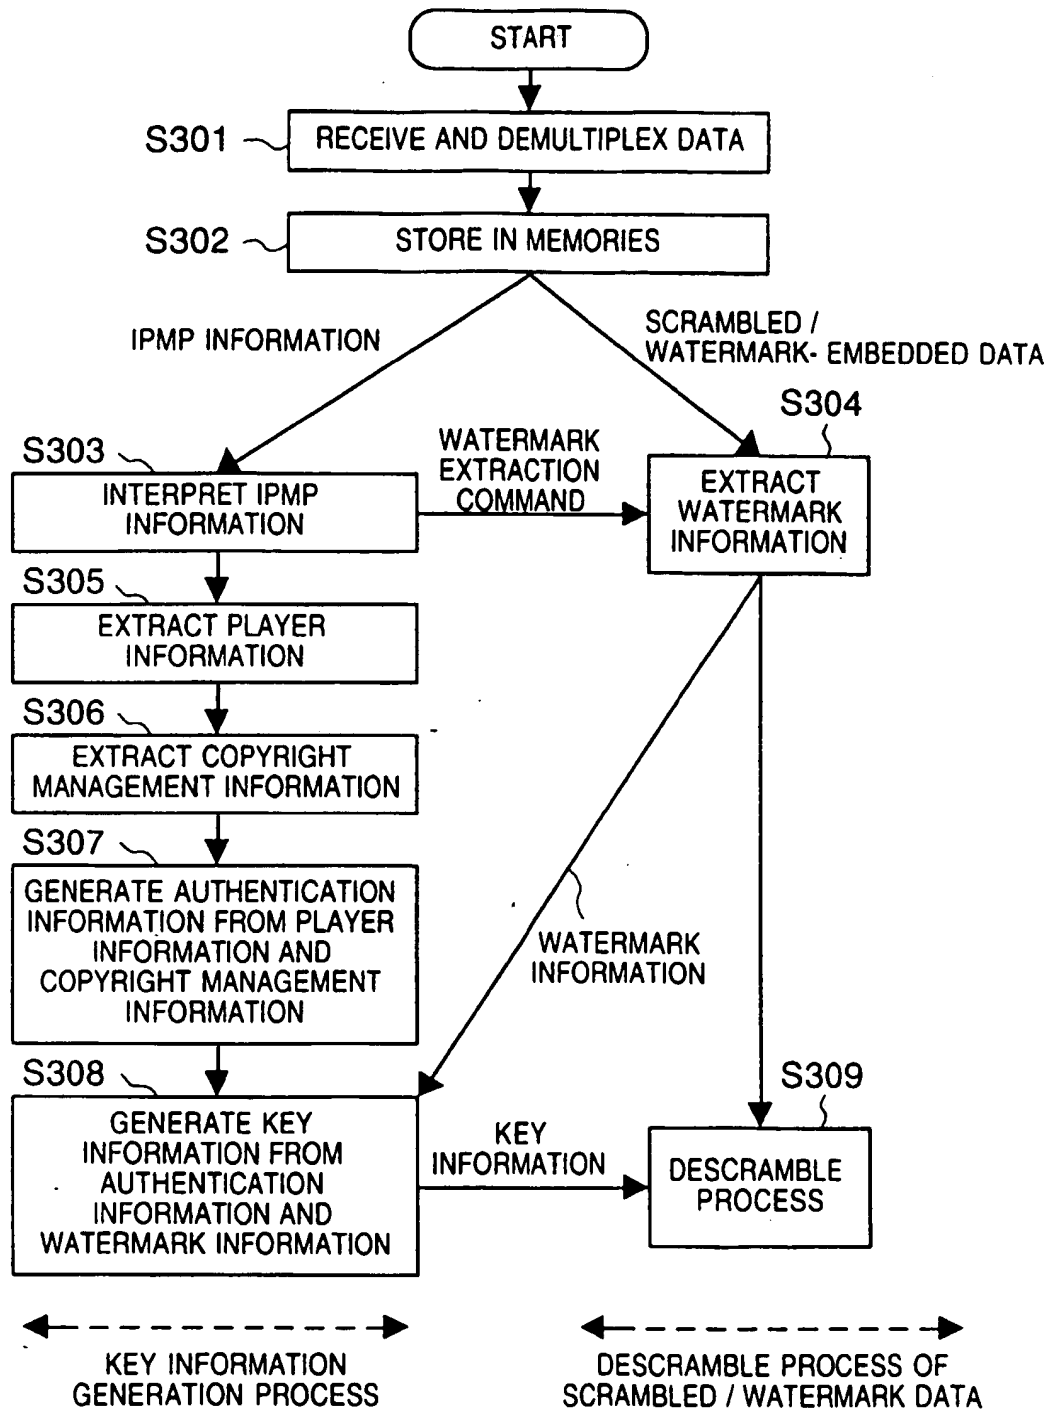 START
S301
RECEIVE AND DEMULTIPLEX DATA
S302
STORE IN MEMORIES
IPMP INFORMATION
SCRAMBLED /
WATERMARK- EMBEDDED DATA
S303
INTERPRET IPMP
INFORMATION
WATERMARK
EXTRACTION
COMMAND
S304
EXTRACT
WATERMARK
INFORMATION
S305
EXTRACT PLAYER
INFORMATION
S306
EXTRACT COPYRIGHT
MANAGEMENT INFORMATION
S307
GENERATE AUTHENTICATION
INFORMATION FROM PLAYER
INFORMATION AND
COPYRIGHT MANAGEMENT
INFORMATION
WATERMARK
INFORMATION
S308
GENERATE KEY
INFORMATION FROM
AUTHENTICATION
INFORMATION AND
WATERMARK INFORMATION
KEY
INFORMATION
S309
DESCRAMBLE
PROCESS
KEY INFORMATION
GENERATION PROCESS
DESCRAMBLE PROCESS OF
SCRAMBLED / WATERMARK DATA